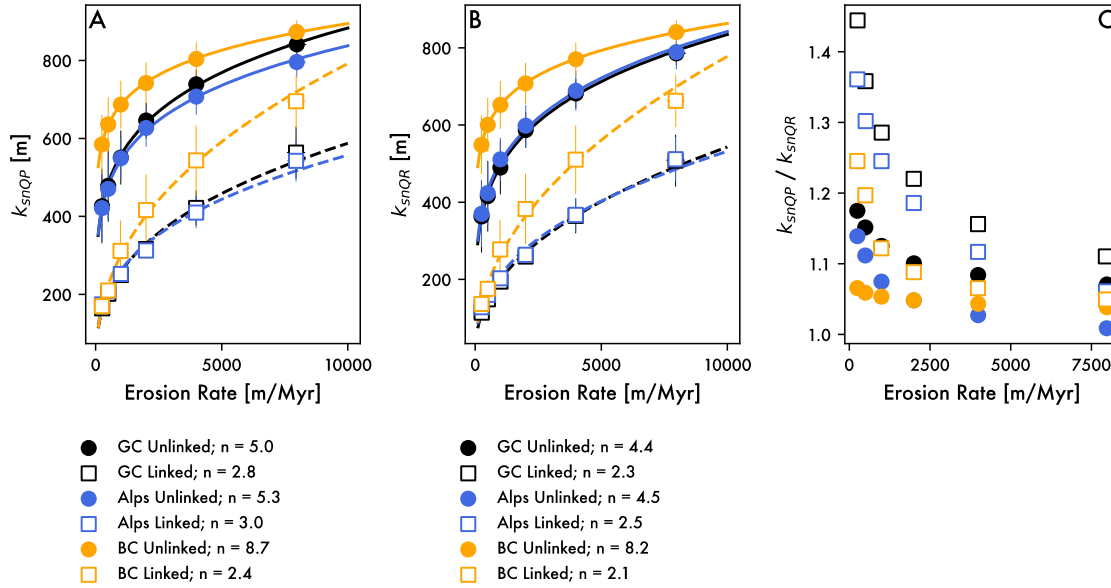 A
B
C
k_snQP [m]
800
600
400
200
0
5000
10000
Erosion Rate [m/Myr]
k_snQR [m]
800
600
400
200
0
5000
10000
Erosion Rate [m/Myr]
k_snQP / k_snQR
1.4
1.3
1.2
1.1
1.0
0
2500
5000
7500
Erosion Rate [m/Myr]
GC Unlinked; n = 5.0
GC Linked; n = 2.8
Alps Unlinked; n = 5.3
Alps Linked; n = 3.0
BC Unlinked; n = 8.7
BC Linked; n = 2.4
GC Unlinked; n = 4.4
GC Linked; n = 2.3
Alps Unlinked; n = 4.5
Alps Linked; n = 2.5
BC Unlinked; n = 8.2
BC Linked; n = 2.1